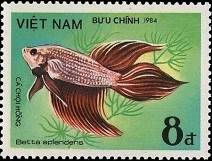 VIỆT NAM BƯU CHÍNH 1984
CÁ CHỌI HỒNG
Betta splendens
8đ